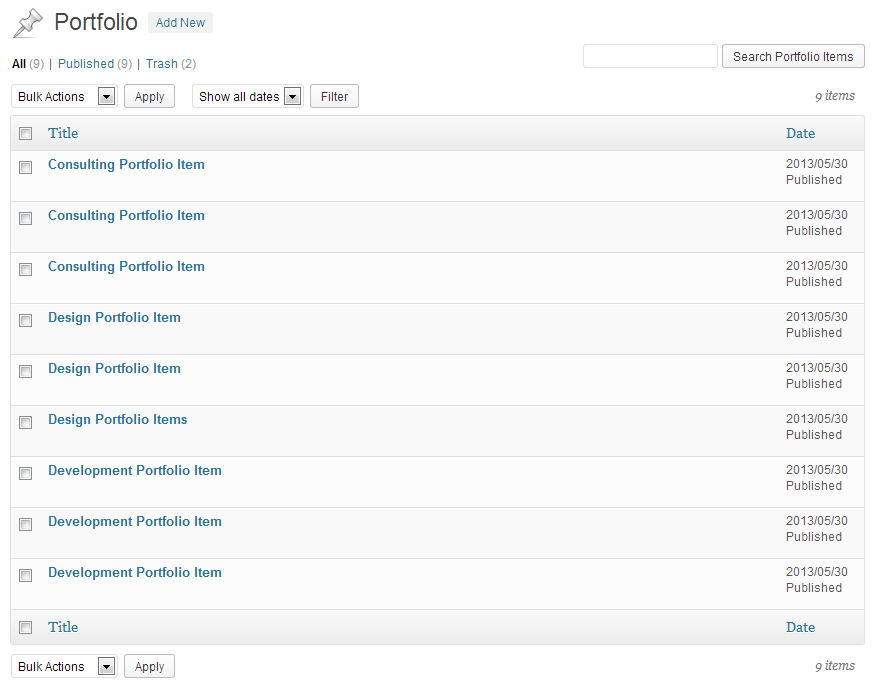 Portfolio Add New
All (9) | Published (9) | Trash (2)
Search Portfolio Items
Bulk Actions Apply Show all dates Filter 9 items
Title Date
Consulting Portfolio Item 2013/05/30
Published
Consulting Portfolio Item 2013/05/30
Published
Consulting Portfolio Item 2013/05/30
Published
Design Portfolio Item 2013/05/30
Published
Design Portfolio Item 2013/05/30
Published
Design Portfolio Items 2013/05/30
Published
Development Portfolio Item 2013/05/30
Published
Development Portfolio Item 2013/05/30
Published
Development Portfolio Item 2013/05/30
Published
Title Date
Bulk Actions Apply 9 items